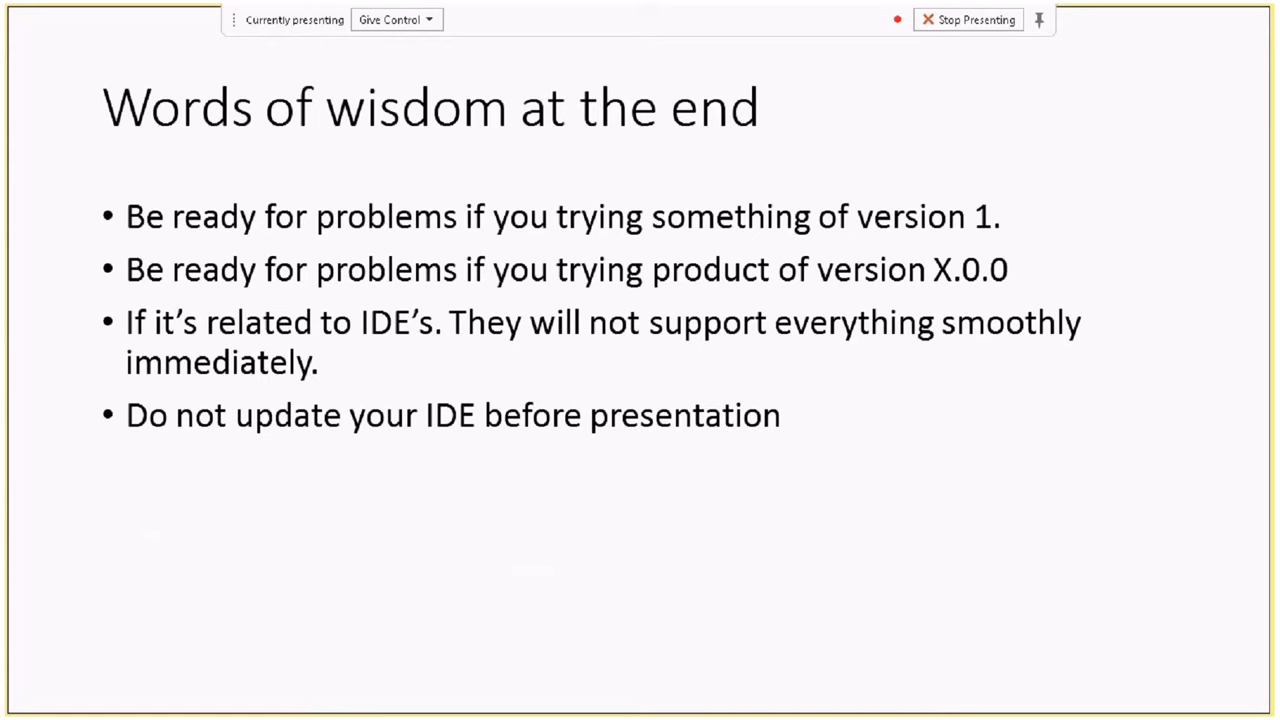 Currently presenting Give Control Stop Presenting
Words of wisdom at the end
• Be ready for problems if you trying something of version 1.
• Be ready for problems if you trying product of version X.0.0
• If it’s related to IDE’s. They will not support everything smoothly
immediately.
• Do not update your IDE before presentation